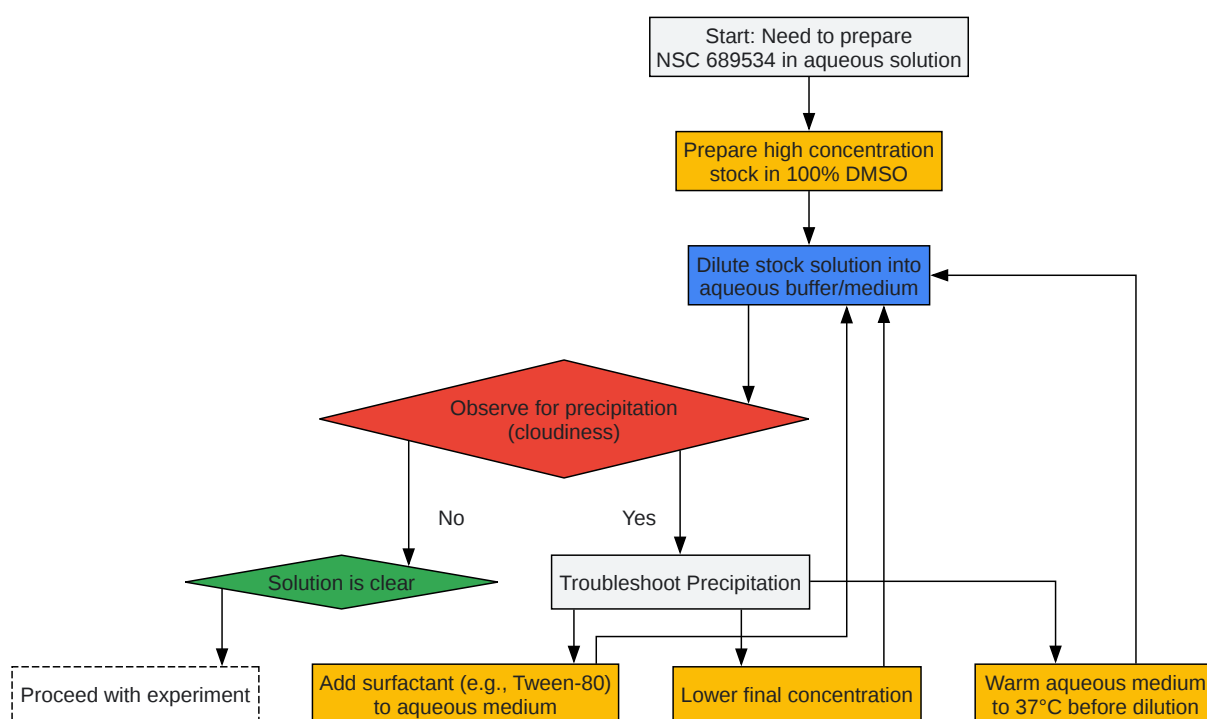 Start: Need to prepare
NSC 689534 in aqueous solution
Prepare high concentration
stock in 100% DMSO
Dilute stock solution into
aqueous buffer/medium
Observe for precipitation
(cloudiness)
No
Yes
Solution is clear
Troubleshoot Precipitation
Proceed with experiment
Add surfactant (e.g., Tween-80)
to aqueous medium
Lower final concentration
Warm aqueous medium
to 37°C before dilution